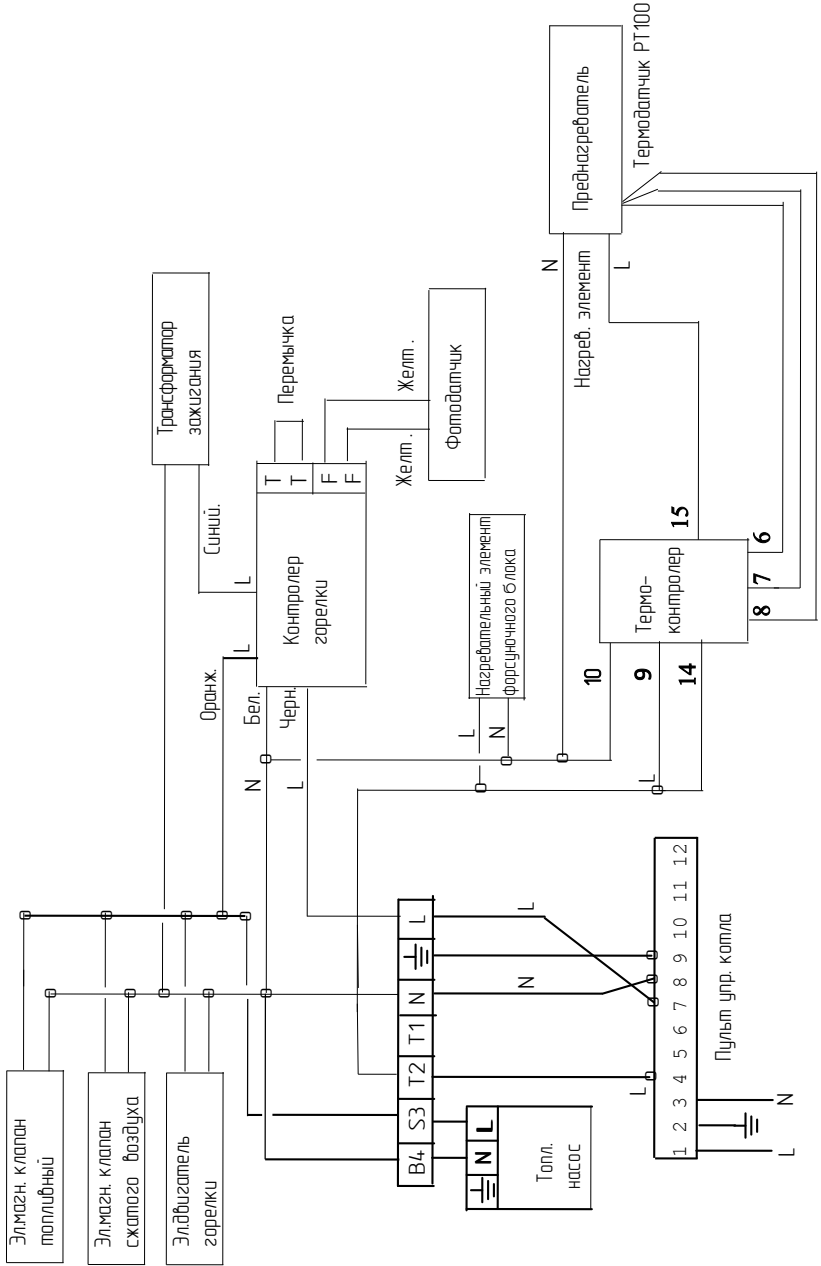 Эл.магн. клапан
топливный
Эл.магн. клапан
сжатого воздуха
Эл.двигатель
горелки
Трансформатор
зажигания
Синий.
L
L
Оранж.
Контролер
горелки
Т
Т
F
F
Перемычка
Бел.
Черн.
N
L
Желт.
Желт.
Фотодатчик
Нагревательный элемент
форсуночного блока
L
N
Преднагреватель
Термодатчик РТ100
N
L
Нагрев. элемент
Термо-
контролер
10
9
14
15
6
7
8
L
B4
S3
T2
T1
N
L
N
L
Топл.
насос
L
N
L
1 2 3 4 5 6 7 8 9 10 11 12
Пульт упр. котла
L
N